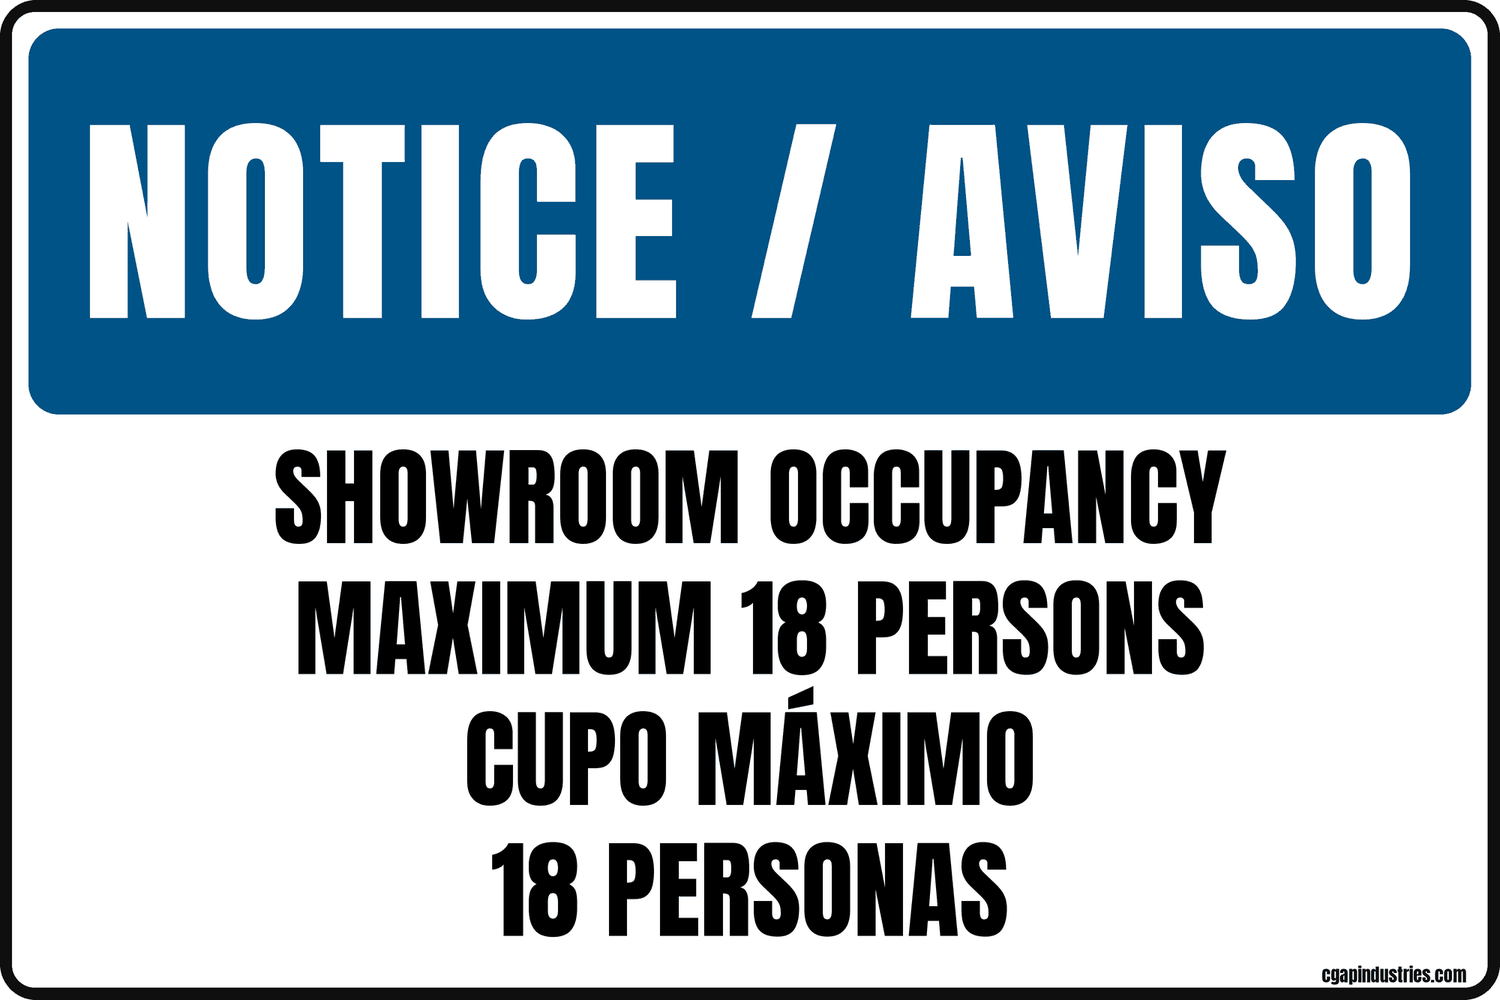 NOTICE / AVISO
SHOWROOM OCCUPANCY
MAXIMUM 18 PERSONS
CUPO MÁXIMO
18 PERSONAS
cgapindustries.com